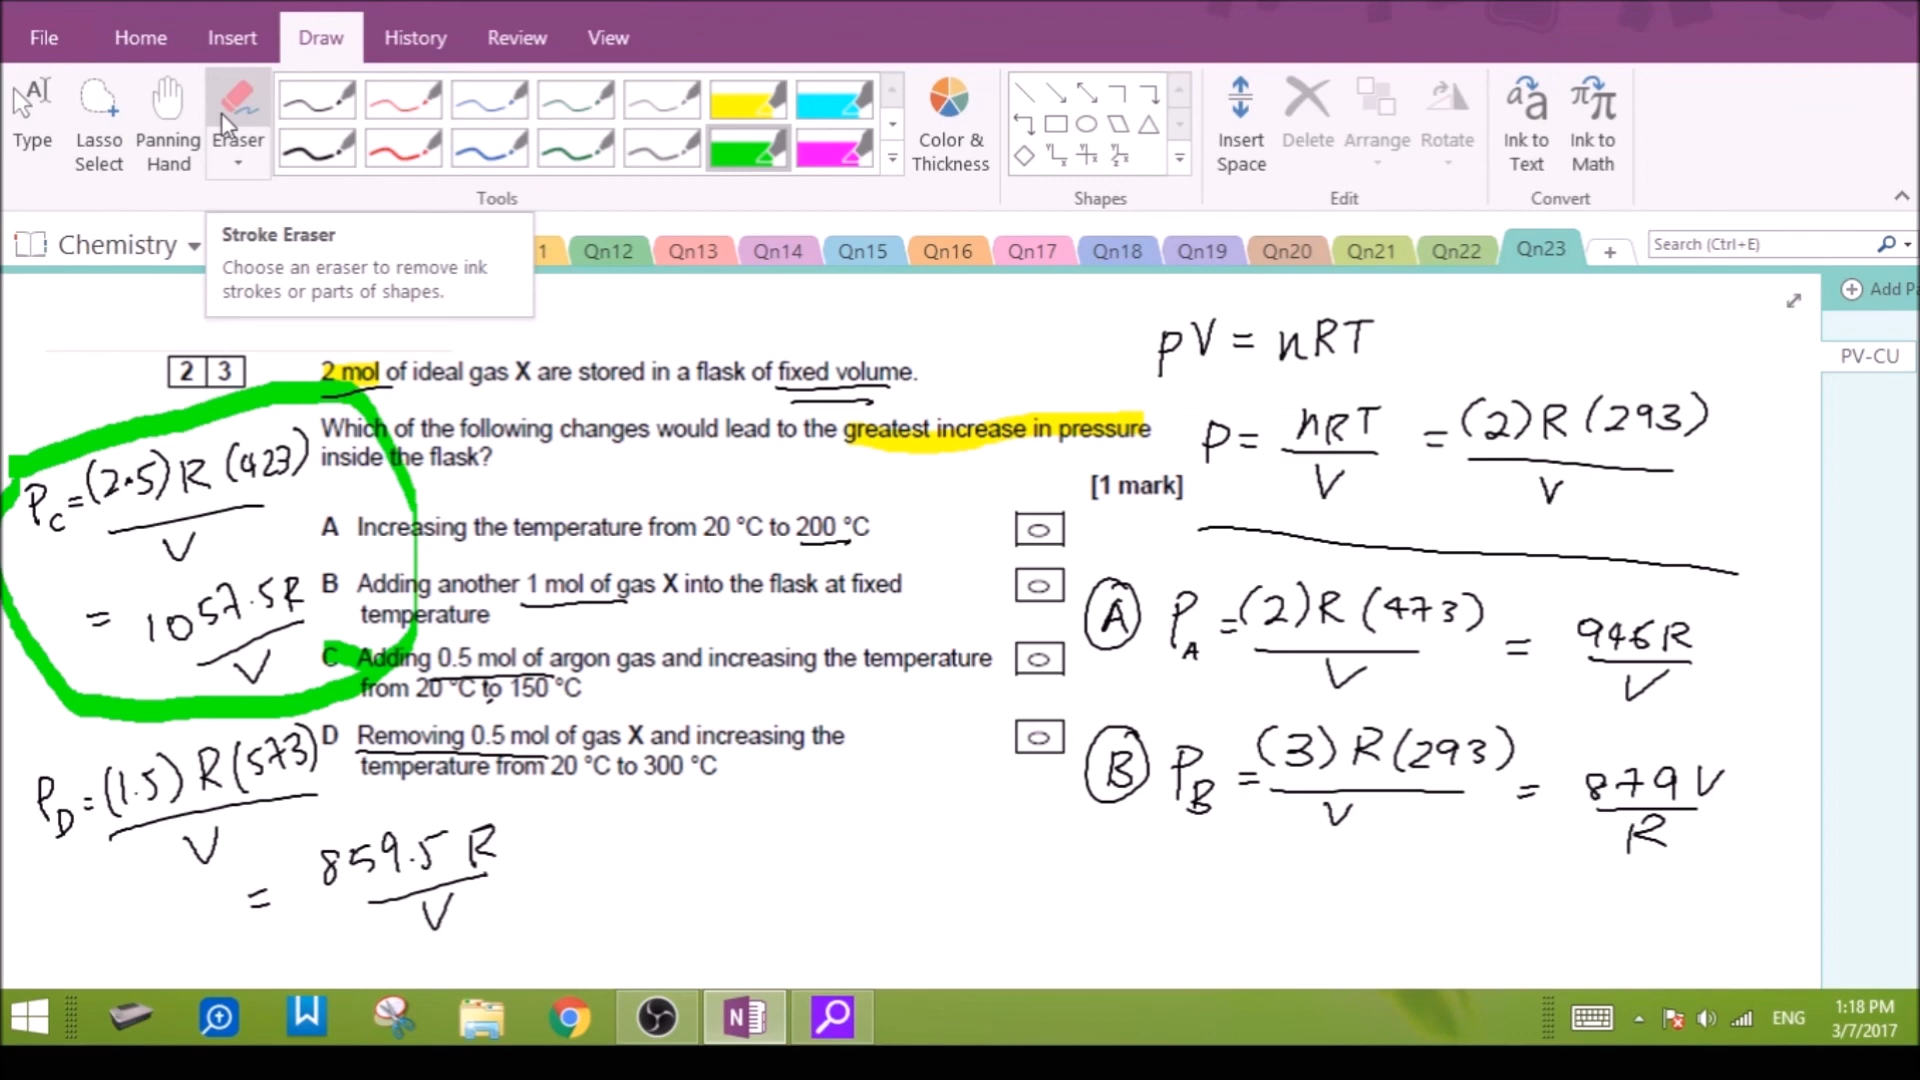 File Home Insert Draw History Review View
Type
Lasso Select
Panning Hand
Eraser
Color & Thickness
Insert Space
Delete
Arrange
Rotate
Ink to Text
Ink to Math
Tools Shapes Edit Convert
Chemistry
1 Qn12 Qn13 Qn14 Qn15 Qn16 Qn17 Qn18 Qn19 Qn20 Qn21 Qn22 Qn23 +
Search (Ctrl+E)
Stroke Eraser
Choose an eraser to remove ink
strokes or parts of shapes.
Add Pa
PV-CU
2 3
2 mol of ideal gas X are stored in a flask of fixed volume.
Which of the following changes would lead to the greatest increase in pressure
inside the flask?
[1 mark]
A Increasing the temperature from 20 °C to 200 °C
B Adding another 1 mol of gas X into the flask at fixed
temperature
C Adding 0.5 mol of argon gas and increasing the temperature
from 20 °C to 150 °C
D Removing 0.5 mol of gas X and increasing the
temperature from 20 °C to 300 °C
PC = (2.5) R (423)
V
= 1057.5R
V
PD = (1.5) R (573)
V
= 859.5 R
V
pV = nRT
P = nRT = (2) R (293)
V V
A PA = (2) R (473) = 946R
V V
B PB = (3) R (293) = 879 V
V R
N
ENG
1:18 PM
3/7/2017